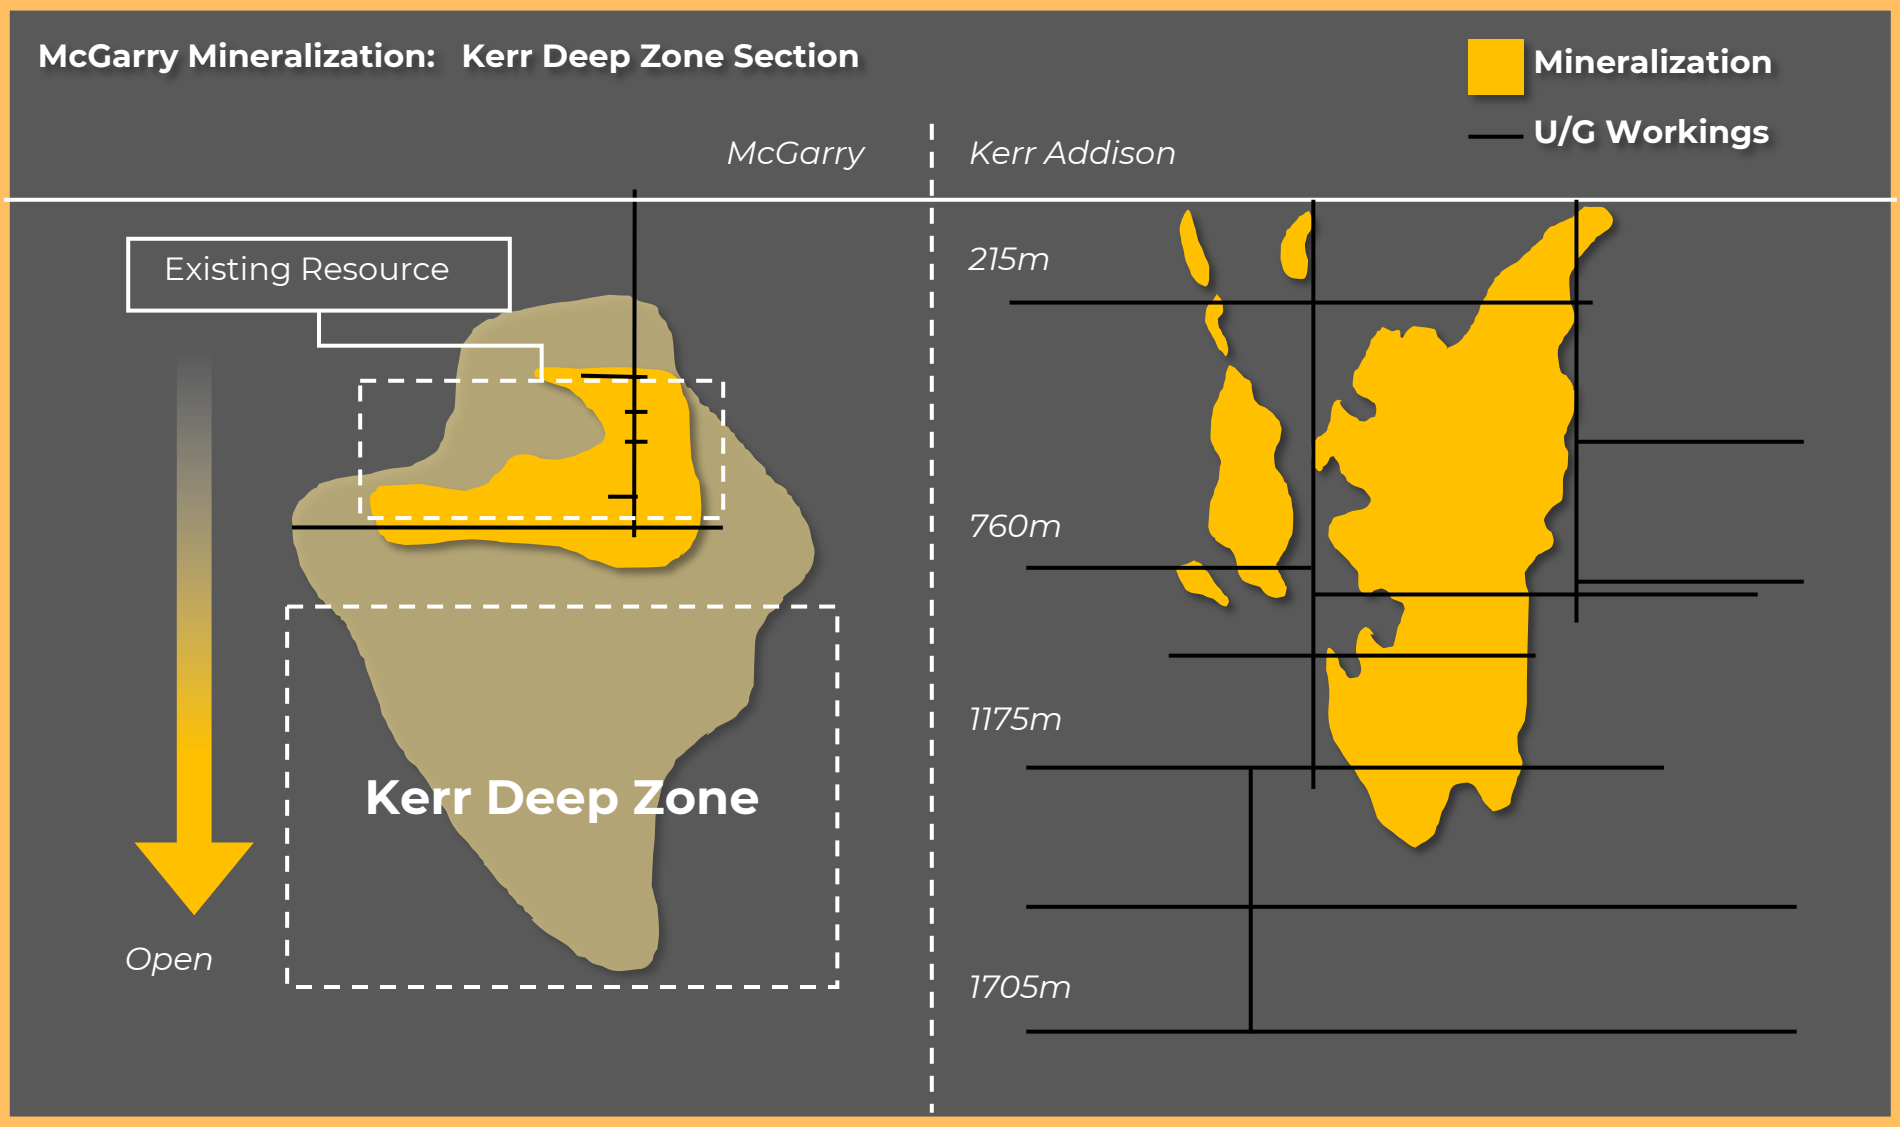 McGarry Mineralization:   Kerr Deep Zone Section
Mineralization
U/G Workings
McGarry
Kerr Addison
Existing Resource
215m
760m
1175m
Kerr Deep Zone
Open
1705m